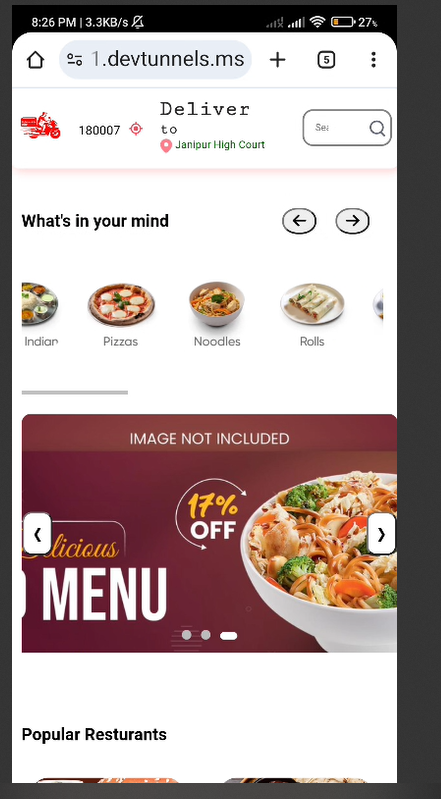 8:26 PM | 3.3KB/s
27%
1.devtunnels.ms
5
Deliver
180007
to
Janipur High Court
Sea
What's in your mind
Indian
Pizzas
Noodles
Rolls
IMAGE NOT INCLUDED
17%
OFF
elicious
MENU
Popular Resturants